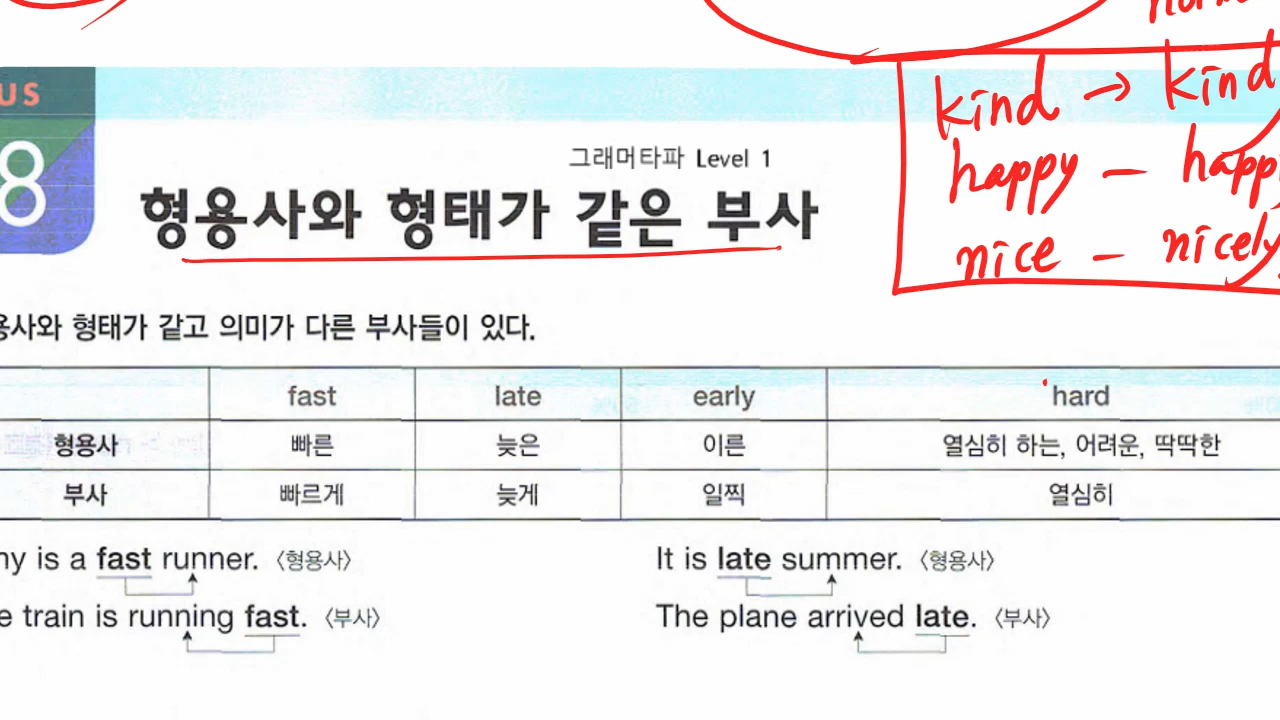 US
8
그래머타파 Level 1
형용사와 형태가 같은 부사
kind → kind
happy – happi
nice – nicely
용사와 형태가 같고 의미가 다른 부사들이 있다.
fast late early hard
형용사 빠른 늦은 이른 열심히 하는, 어려운, 딱딱한
부사 빠르게 늦게 일찍 열심히
ny is a fast runner. 〈형용사〉
It is late summer. 〈형용사〉
e train is running fast. 〈부사〉
The plane arrived late. 〈부사〉